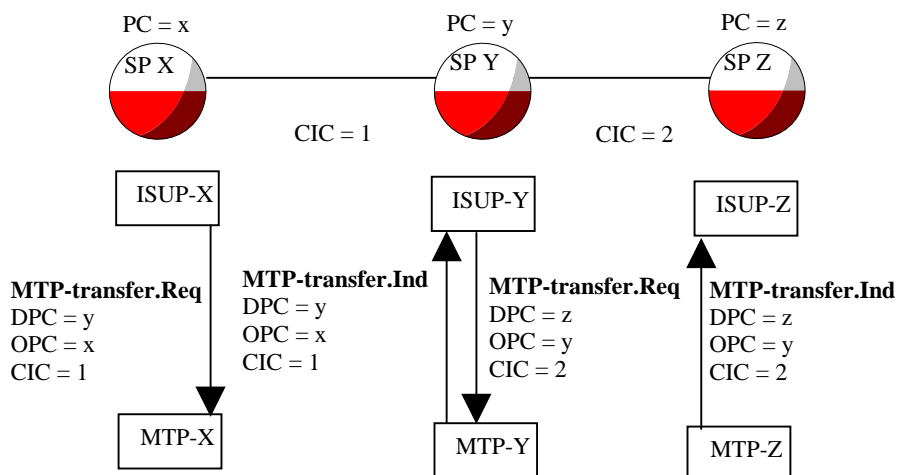 PC = x
PC = y
PC = z
SP X
SP Y
SP Z
CIC = 1
CIC = 2
ISUP-X
ISUP-Y
ISUP-Z
MTP-transfer.Req
DPC = y
OPC = x
CIC = 1
MTP-transfer.Ind
DPC = y
OPC = x
CIC = 1
MTP-transfer.Req
DPC = z
OPC = y
CIC = 2
MTP-transfer.Ind
DPC = z
OPC = y
CIC = 2
MTP-X
MTP-Y
MTP-Z